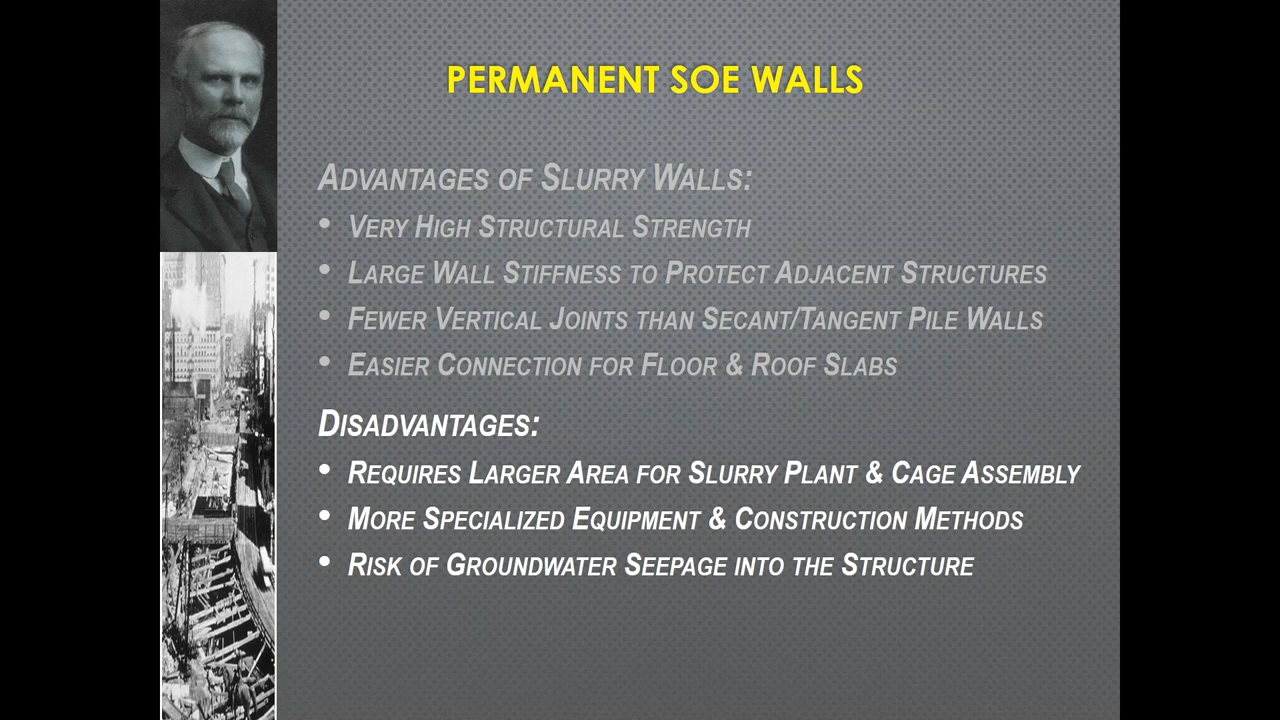 PERMANENT SOE WALLS
Advantages of Slurry Walls:
• Very High Structural Strength
• Large Wall Stiffness to Protect Adjacent Structures
• Fewer Vertical Joints than Secant/Tangent Pile Walls
• Easier Connection for Floor & Roof Slabs
Disadvantages:
• Requires Larger Area for Slurry Plant & Cage Assembly
• More Specialized Equipment & Construction Methods
• Risk of Groundwater Seepage into the Structure